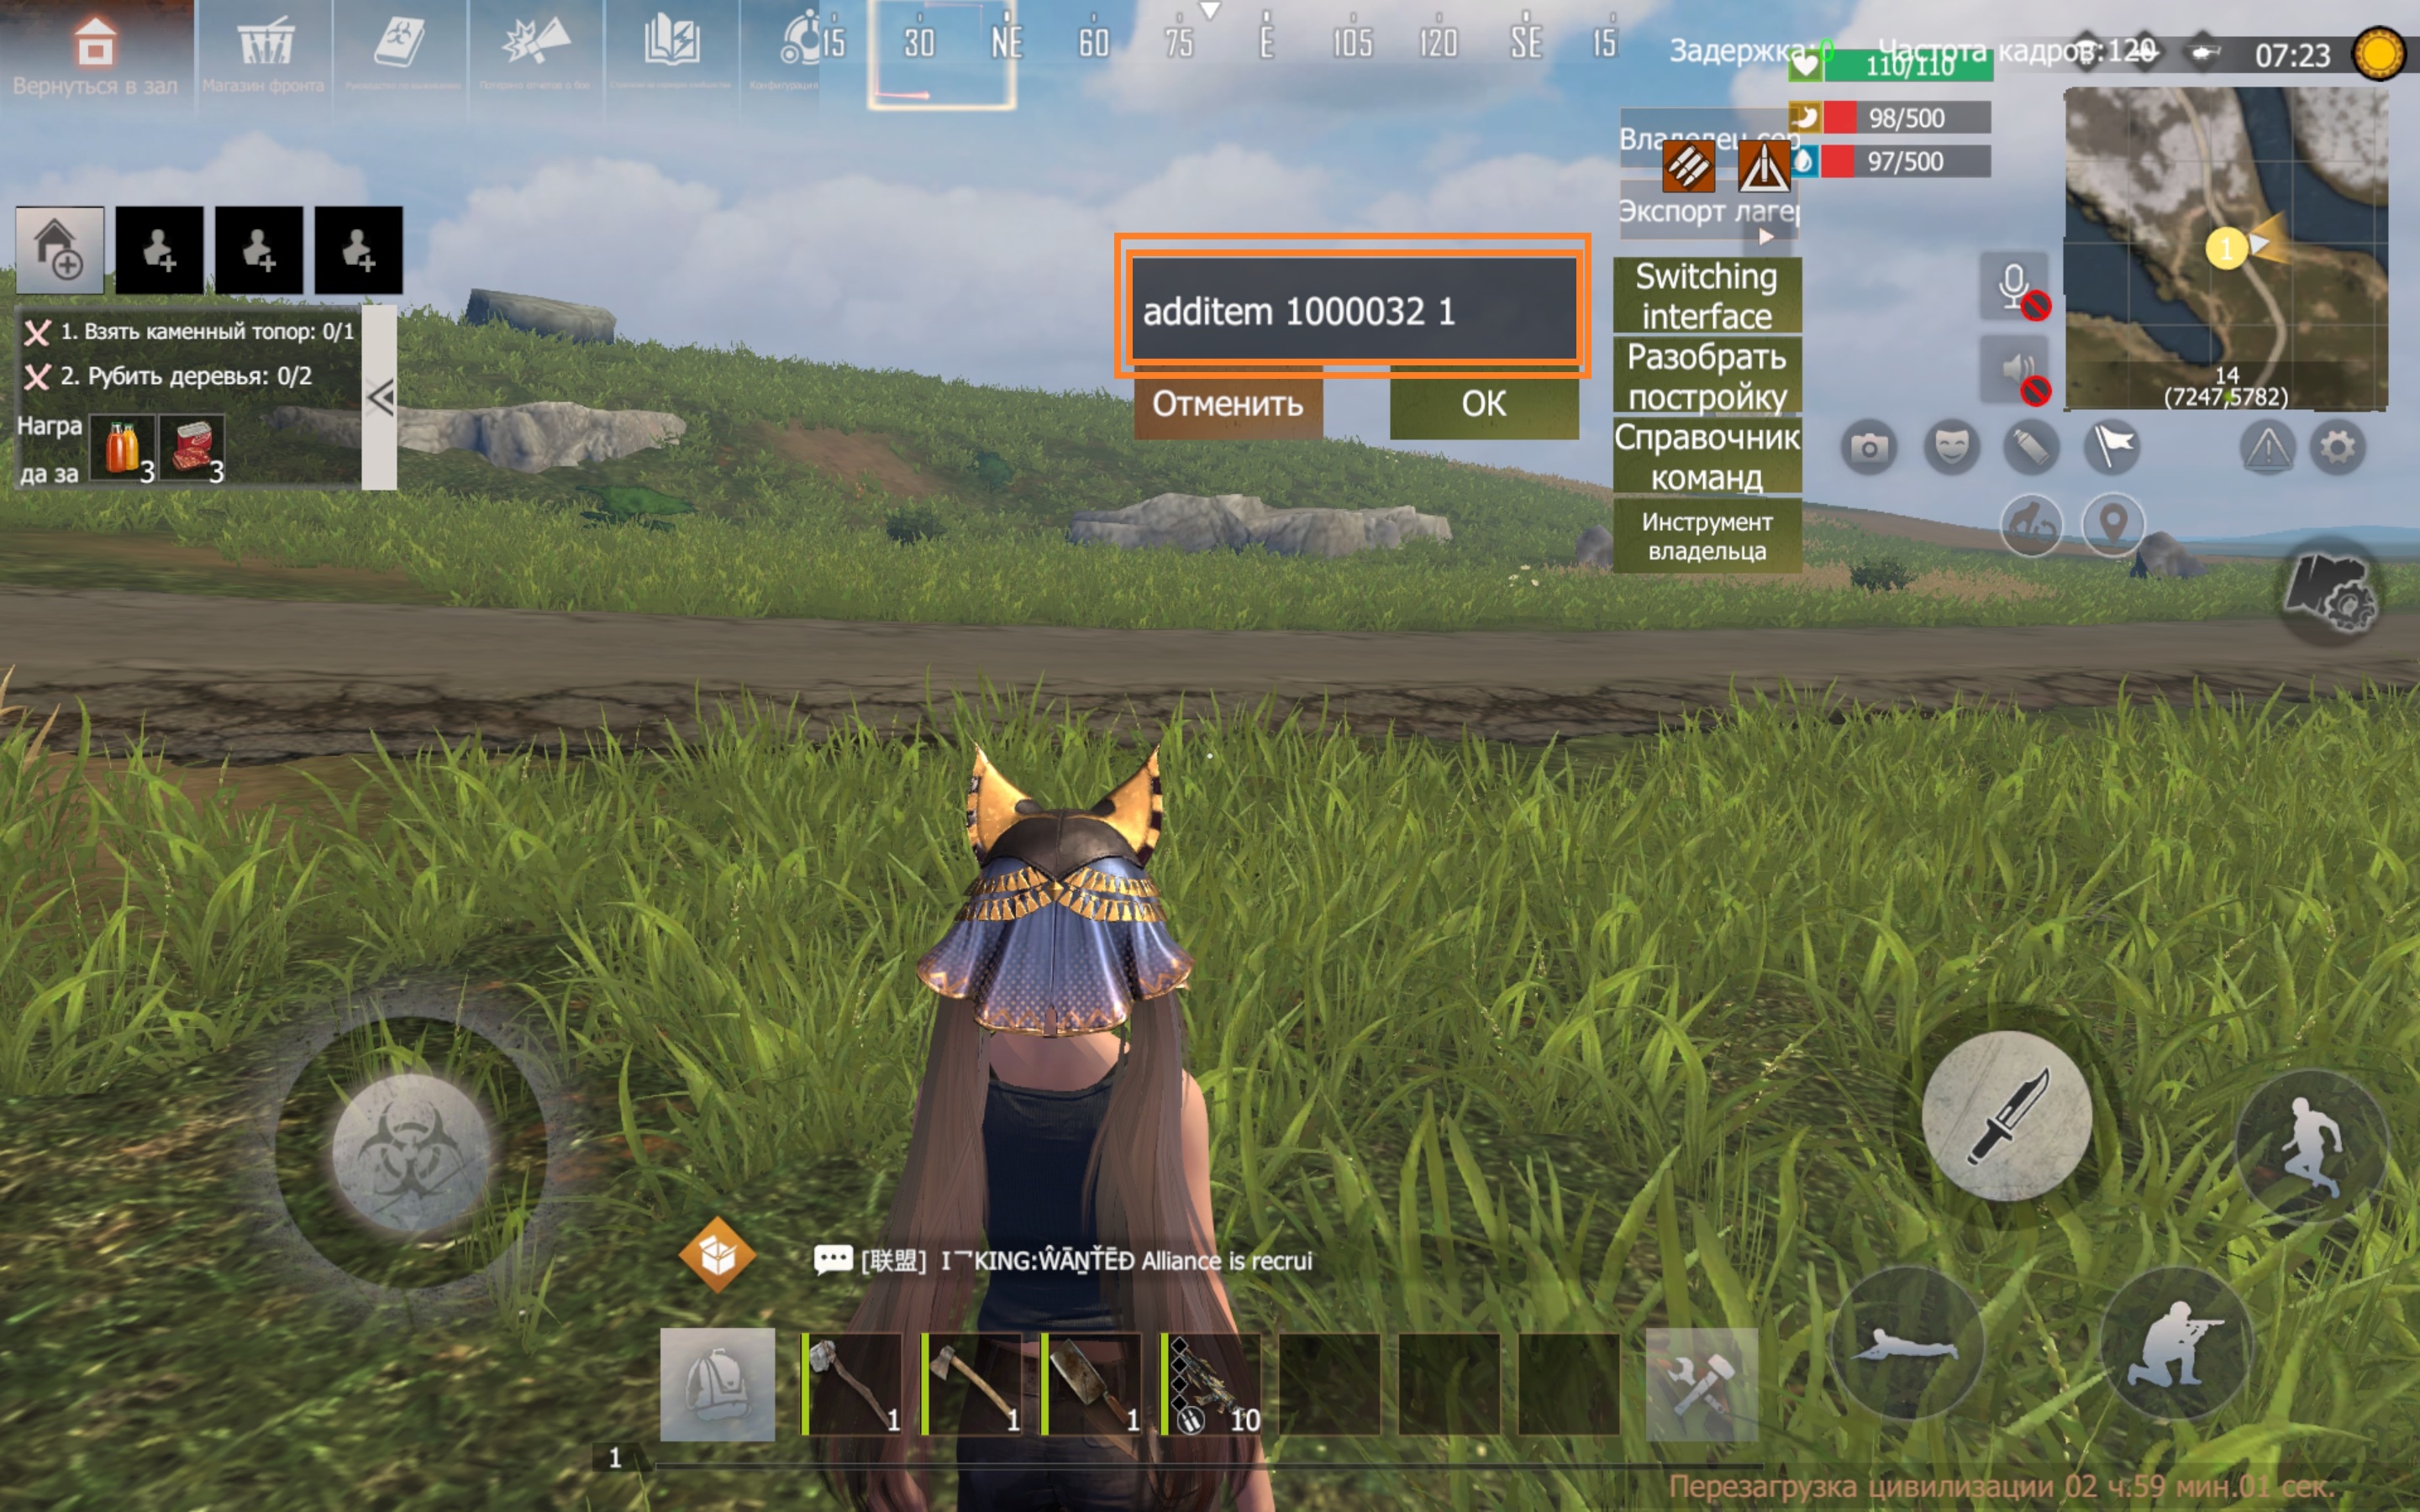 Вернуться в зал
Магазин фронта
15 30 NE 60 75 E 105 120 SE 15
Задержка:0 Частота кадров:120
07:23
110/110
98/500
97/500
Экспорт лаге
1
14
(7247,5782)
1. Взять каменный топор: 0/1
2. Рубить деревья: 0/2
Награ
да за
3
3
additem 1000032 1
Отменить
ОК
Switching
interface
Разобрать
постройку
Справочник
команд
Инструмент
владельца
[联盟] I￢KING:ŴĀṈŤĒĐ Alliance is recrui
1
1
1
10
1
Перезагрузка цивилизации 02 ч.59 мин.01 сек.